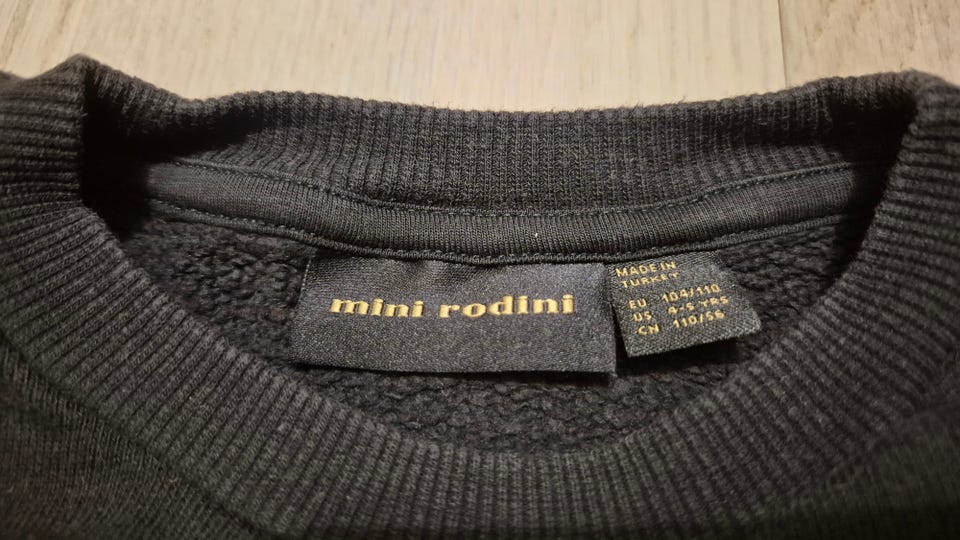 mini rodini
MADE IN
TURKEY
EU 104/110
US 4-5 YRS
CN 110/56